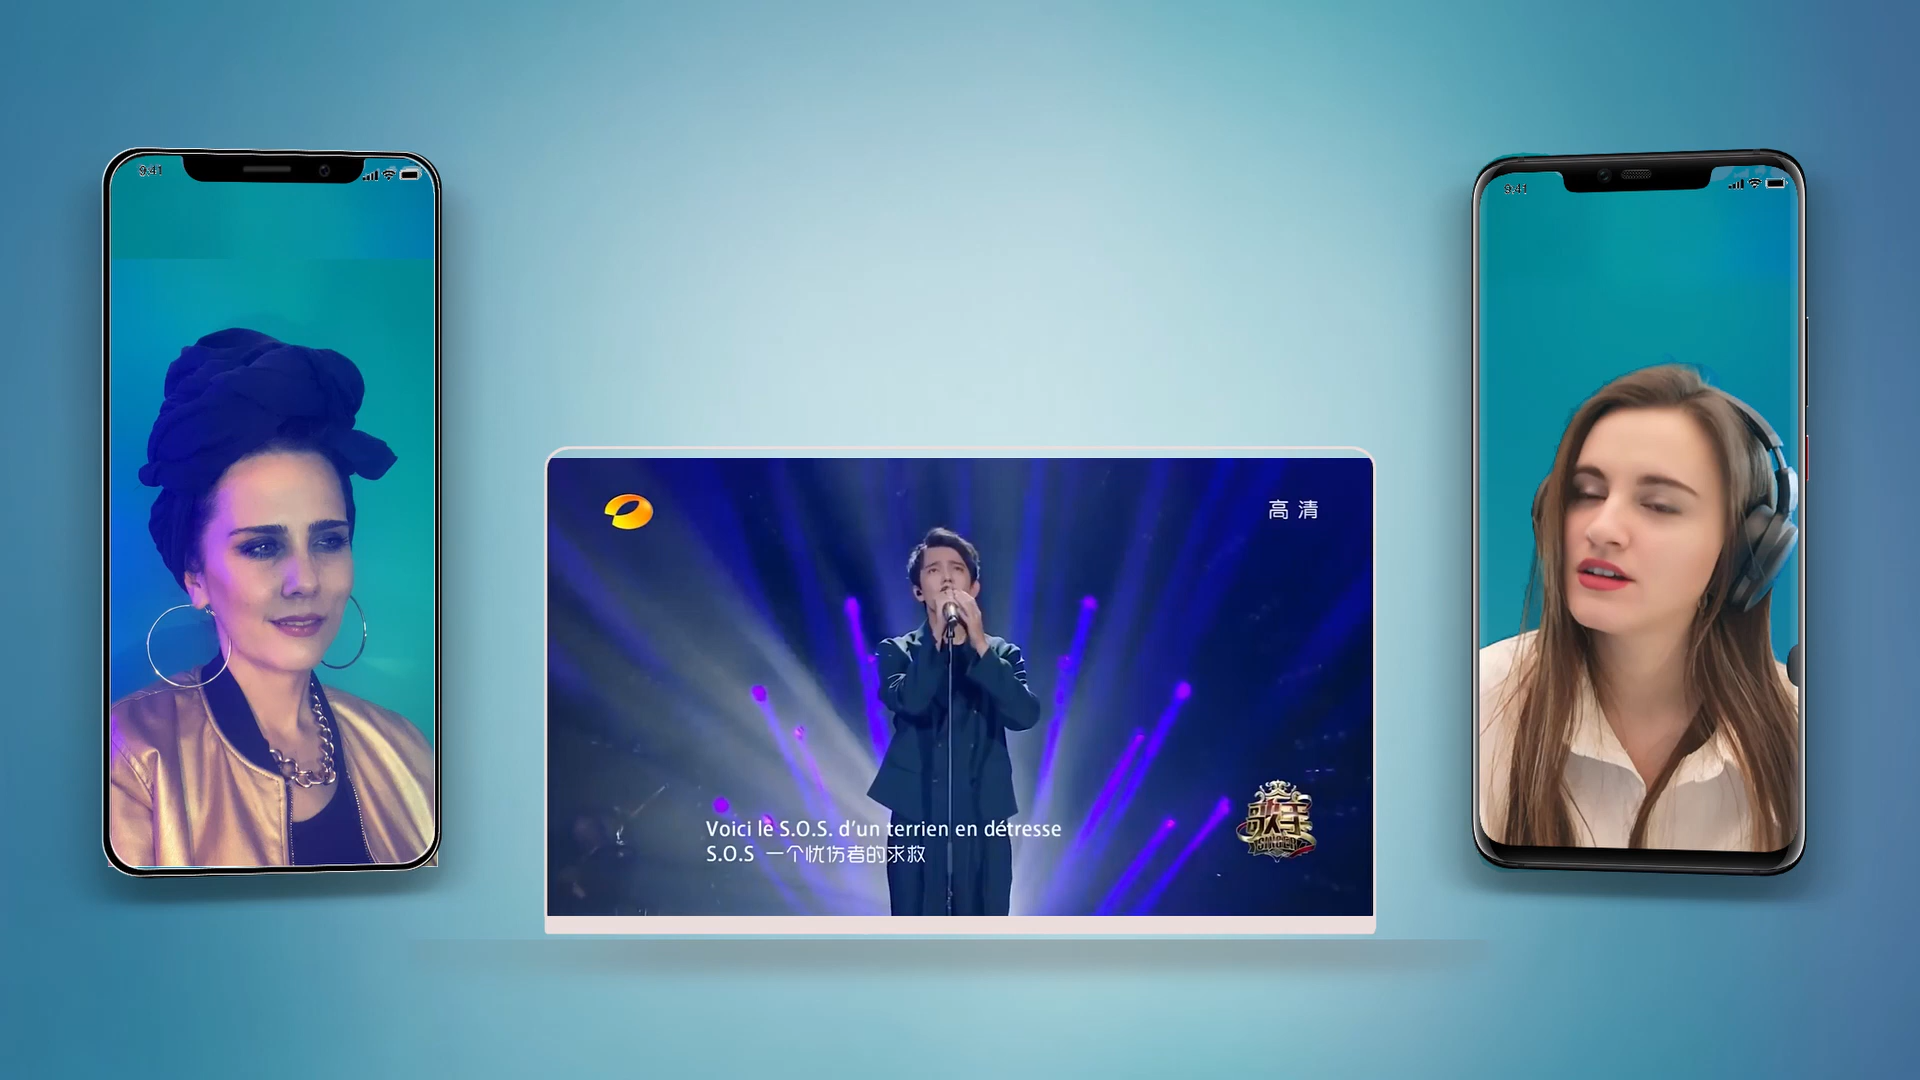 9:41
9:41
高清
歌手
SINGER
Voici le S.O.S. d'un terrien en détresse
S.O.S 一个忧伤者的求救